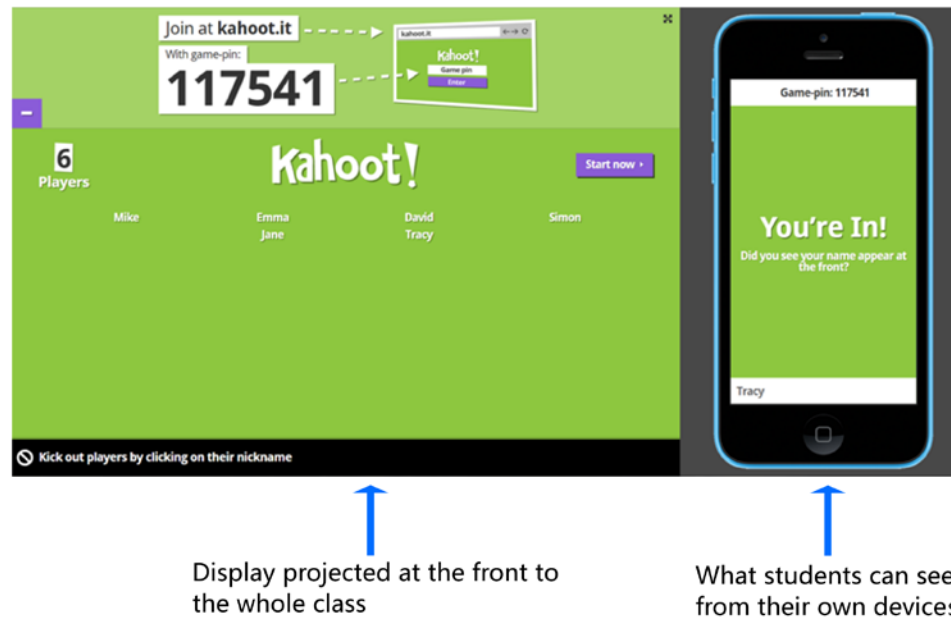 Join at kahoot.it
With game-pin:
117541
kahoot.it
Kahoot!
Game pin
Enter
6
Players
Kahoot!
Start now
Mike Emma David Simon
Jane Tracy
Kick out players by clicking on their nickname
Game-pin: 117541
You're In!
Did you see your name appear at
the front?
Tracy
Display projected at the front to
the whole class
What students can see
from their own devices